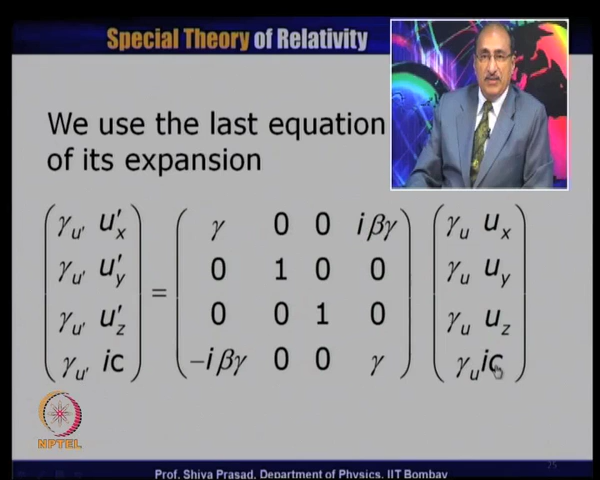 Special Theory of Relativity
We use the last equation
of its expansion
γu' u'x γ 0 0 iβγ γu ux
γu' u'y 0 1 0 0 γu uy
γu' u'z = 0 0 1 0 γu uz
γu' ic −iβγ 0 0 γ γu ic
NPTEL
25
Prof. Shiva Prasad, Department of Physics, IIT Bombay